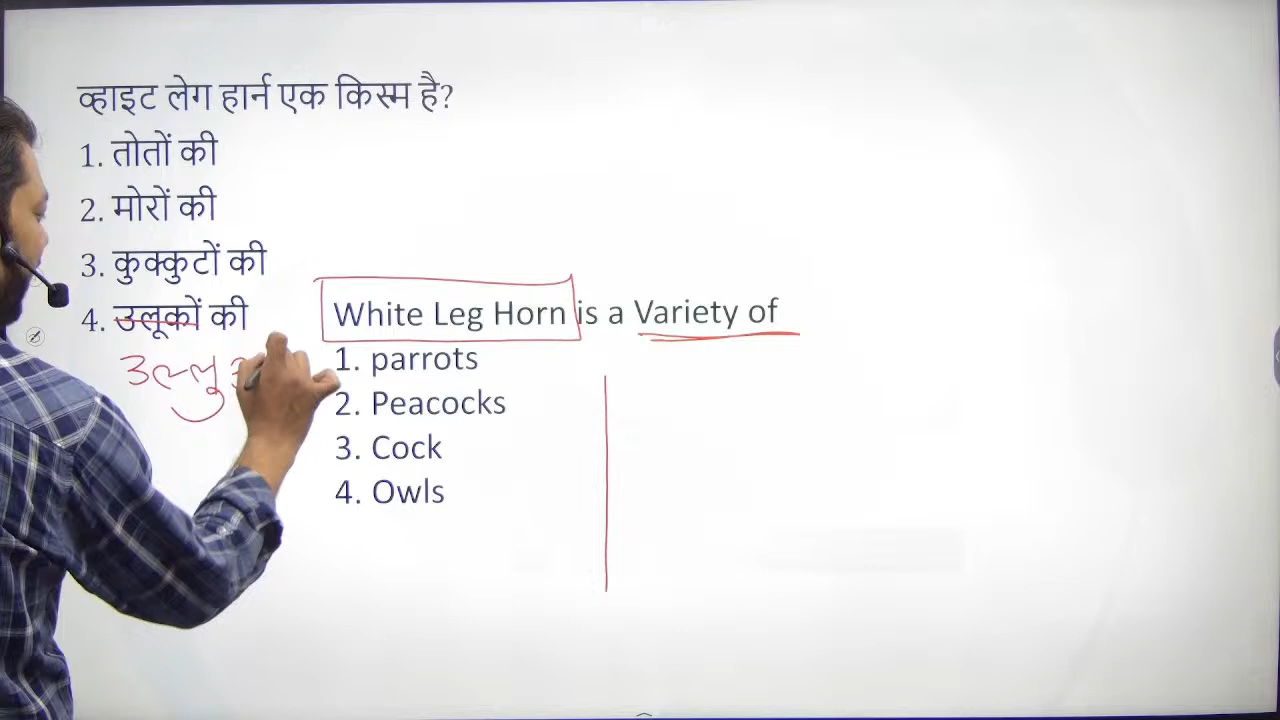 व्हाइट लेग हार्न एक किस्म है?
1. तोतों की
2. मोरों की
3. कुक्कुटों की
4. उलूकों की
उल्लू
White Leg Horn is a Variety of
1. parrots
2. Peacocks
3. Cock
4. Owls